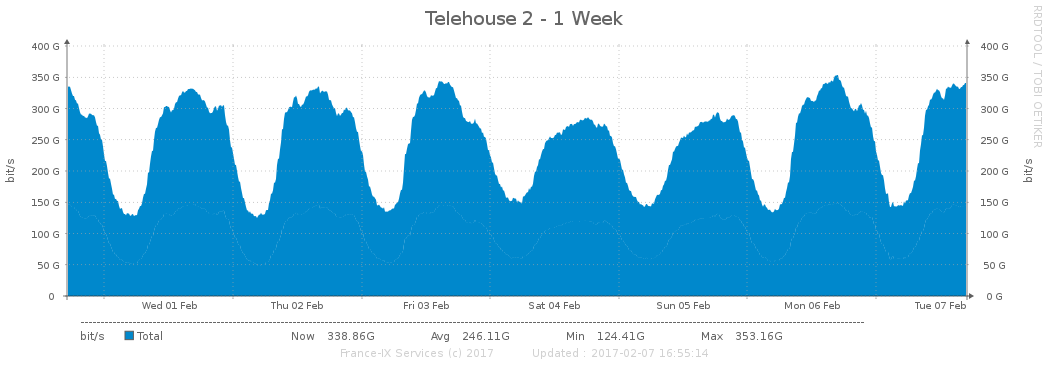 Telehouse 2 - 1 Week
RRDTOOL / TOBI OETIKER
bit/s
400 G
350 G
300 G
250 G
200 G
150 G
100 G
50 G
0
400 G
350 G
300 G
250 G
200 G
150 G
100 G
50 G
0 G
bit/s
Wed 01 Feb Thu 02 Feb Fri 03 Feb Sat 04 Feb Sun 05 Feb Mon 06 Feb Tue 07 Feb
bit/s Total Now 338.86G Avg 246.11G Min 124.41G Max 353.16G
France-IX Services (c) 2017 Updated : 2017-02-07 16:55:14